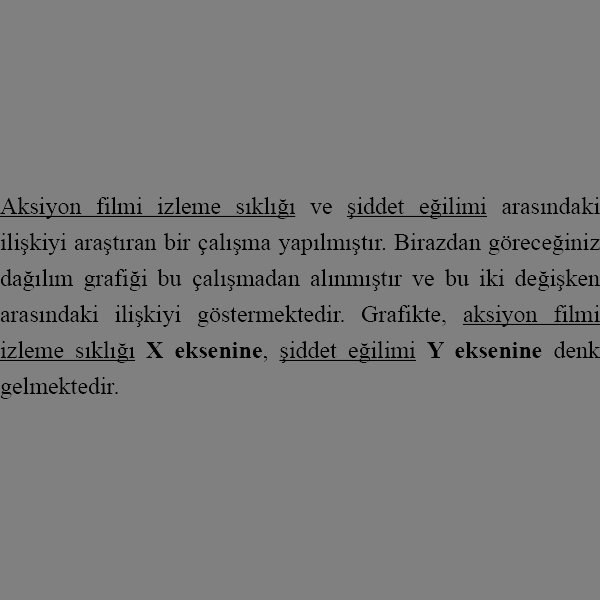 Aksiyon filmi izleme sıklığı ve şiddet eğilimi arasındaki
ilişkiyi araştıran bir çalışma yapılmıştır. Birazdan göreceğiniz
dağılım grafiği bu çalışmadan alınmıştır ve bu iki değişken
arasındaki ilişkiyi göstermektedir. Grafikte, aksiyon filmi
izleme sıklığı X eksenine, şiddet eğilimi Y eksenine denk
gelmektedir.